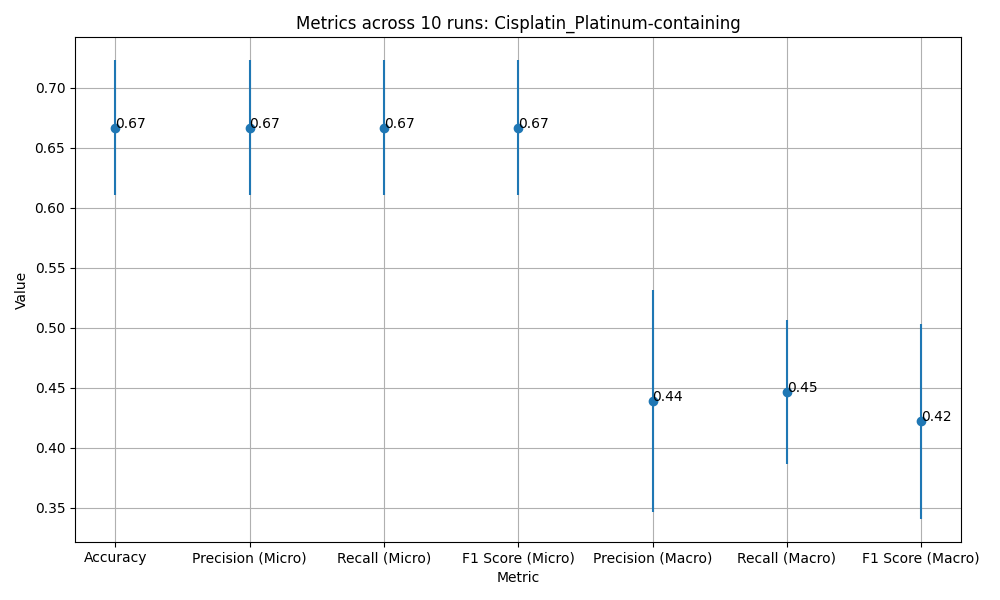 Metrics across 10 runs: Cisplatin_Platinum-containing
Value
0.70
0.65
0.60
0.55
0.50
0.45
0.40
0.35
0.67
0.67
0.67
0.67
0.44
0.45
0.42
Accuracy
Precision (Micro)
Recall (Micro)
F1 Score (Micro)
Precision (Macro)
Recall (Macro)
F1 Score (Macro)
Metric